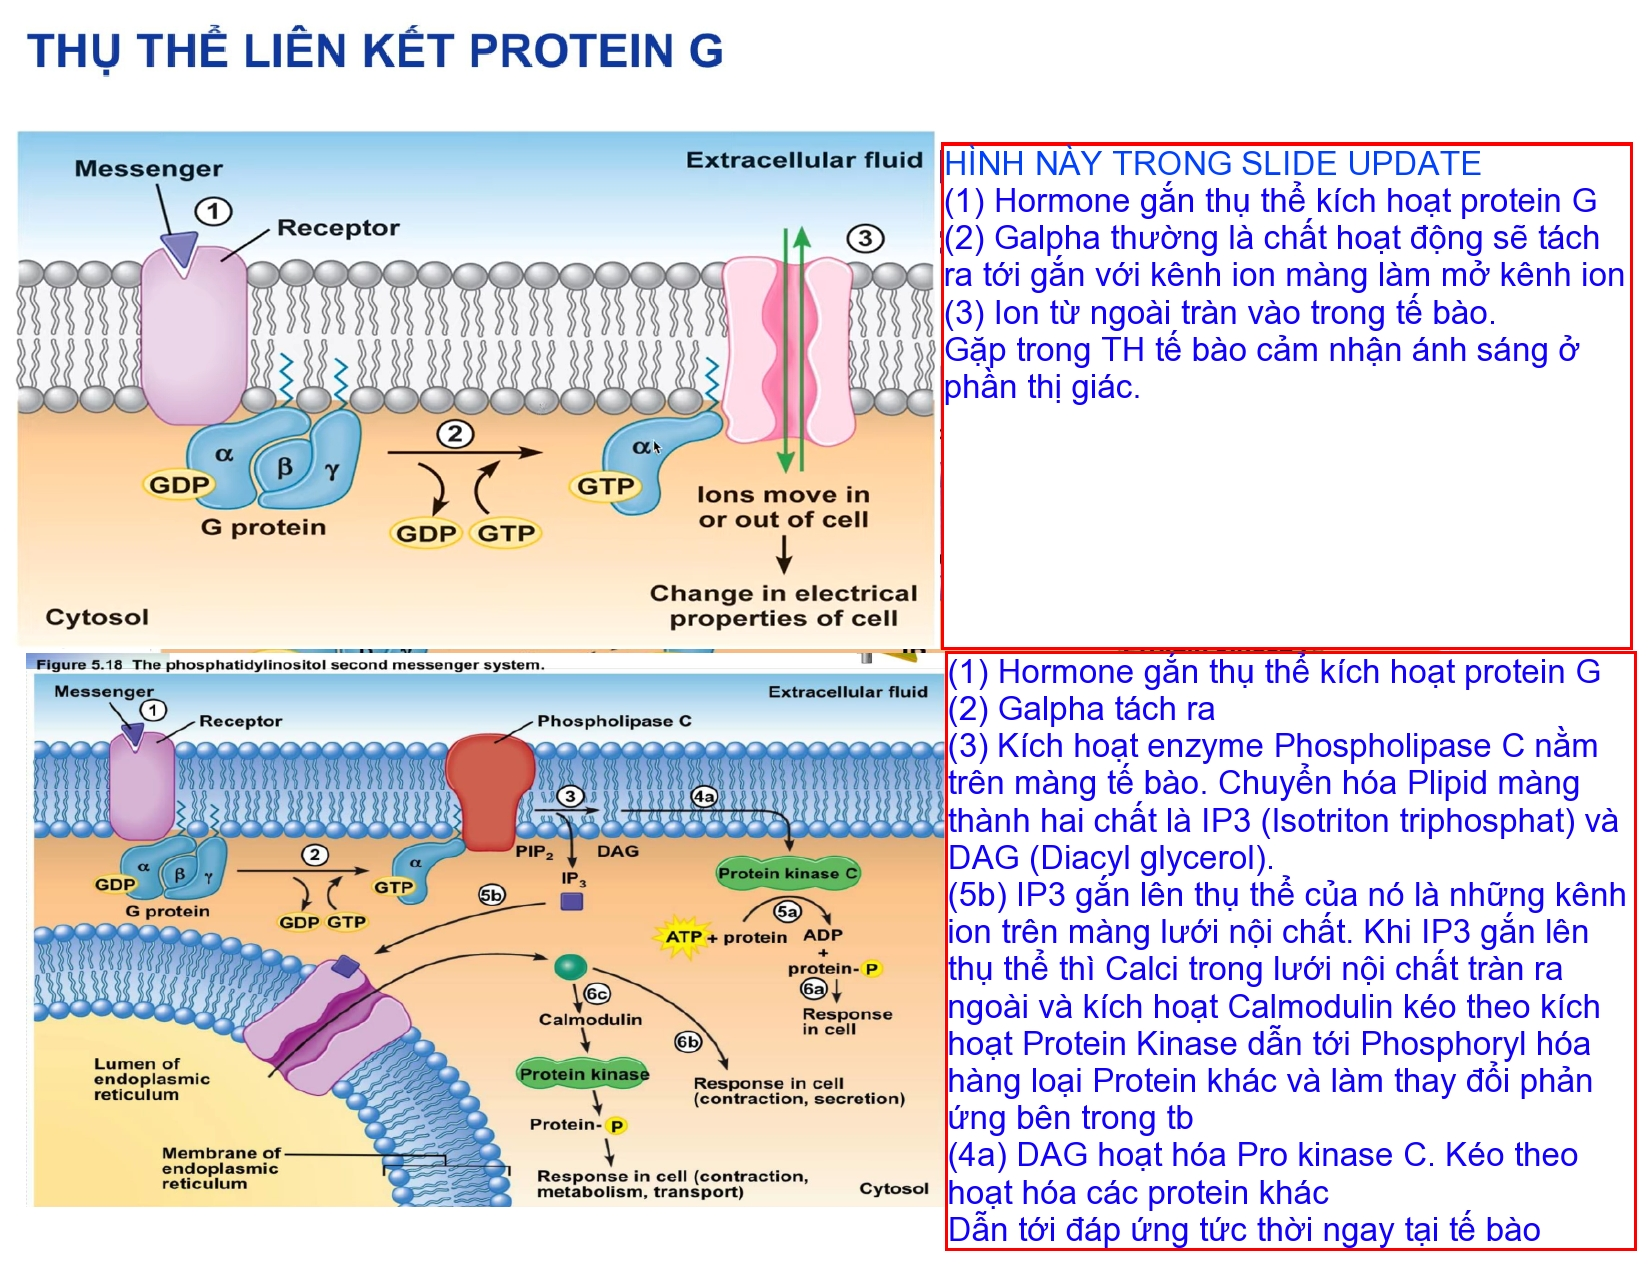 THỤ THỂ LIÊN KẾT PROTEIN G
Messenger
1
Receptor
Extracellular fluid
3
α
β
γ
GDP
G protein
2
GDP
GTP
α
GTP
Ions move in
or out of cell
Change in electrical
properties of cell
Cytosol
HÌNH NÀY TRONG SLIDE UPDATE
(1) Hormone gắn thụ thể kích hoạt protein G
(2) Galpha thường là chất hoạt động sẽ tách
ra tới gắn với kênh ion màng làm mở kênh ion
(3) Ion từ ngoài tràn vào trong tế bào.
Gặp trong TH tế bào cảm nhận ánh sáng ở
phần thị giác.
Figure 5.18 The phosphatidylinositol second messenger system.
Messenger
1
Receptor
Phospholipase C
Extracellular fluid
3
4a
α
β
γ
GDP
G protein
2
GDP GTP
α
GTP
PIP2
DAG
IP3
5b
Protein kinase C
5a
ATP + protein
ADP
+
protein- P
6a
Response
in cell
6c
Calmodulin
6b
Protein kinase
Response in cell
(contraction, secretion)
Protein- P
Response in cell (contraction,
metabolism, transport)
Lumen of
endoplasmic
reticulum
Membrane of
endoplasmic
reticulum
Cytosol
(1) Hormone gắn thụ thể kích hoạt protein G
(2) Galpha tách ra
(3) Kích hoạt enzyme Phospholipase C nằm
trên màng tế bào. Chuyển hóa Plipid màng
thành hai chất là IP3 (Isotriton triphosphat) và
DAG (Diacyl glycerol).
(5b) IP3 gắn lên thụ thể của nó là những kênh
ion trên màng lưới nội chất. Khi IP3 gắn lên
thụ thể thì Calci trong lưới nội chất tràn ra
ngoài và kích hoạt Calmodulin kéo theo kích
hoạt Protein Kinase dẫn tới Phosphoryl hóa
hàng loại Protein khác và làm thay đổi phản
ứng bên trong tb
(4a) DAG hoạt hóa Pro kinase C. Kéo theo
hoạt hóa các protein khác
Dẫn tới đáp ứng tức thời ngay tại tế bào